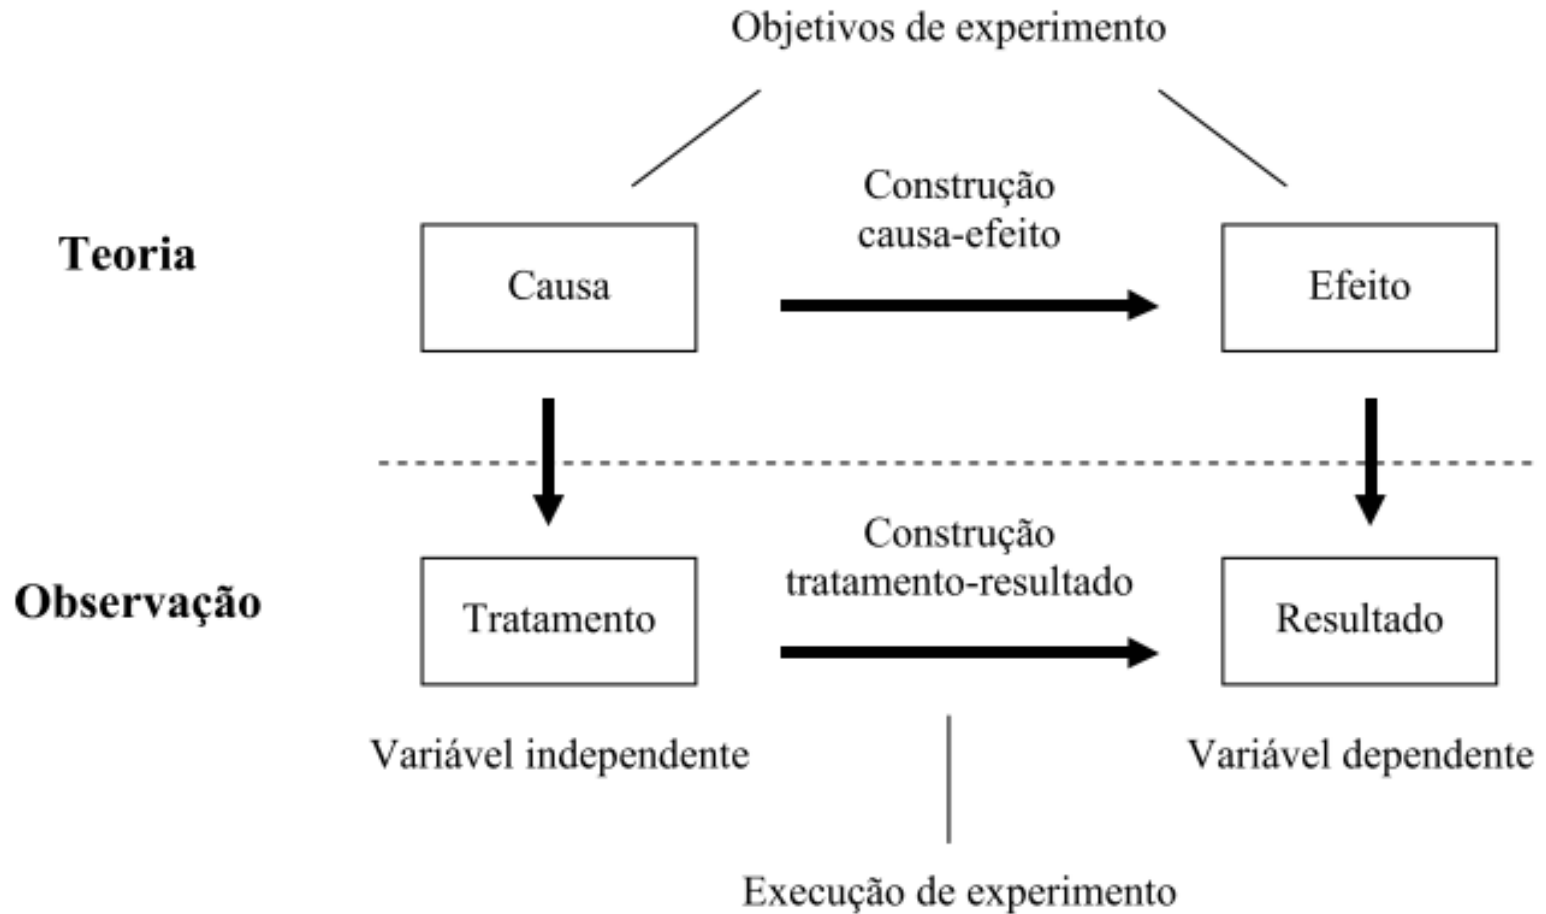 Objetivos de experimento
Construção
causa-efeito
Teoria
Causa
Efeito
Construção
tratamento-resultado
Observação
Tratamento
Resultado
Variável independente
Variável dependente
Execução de experimento